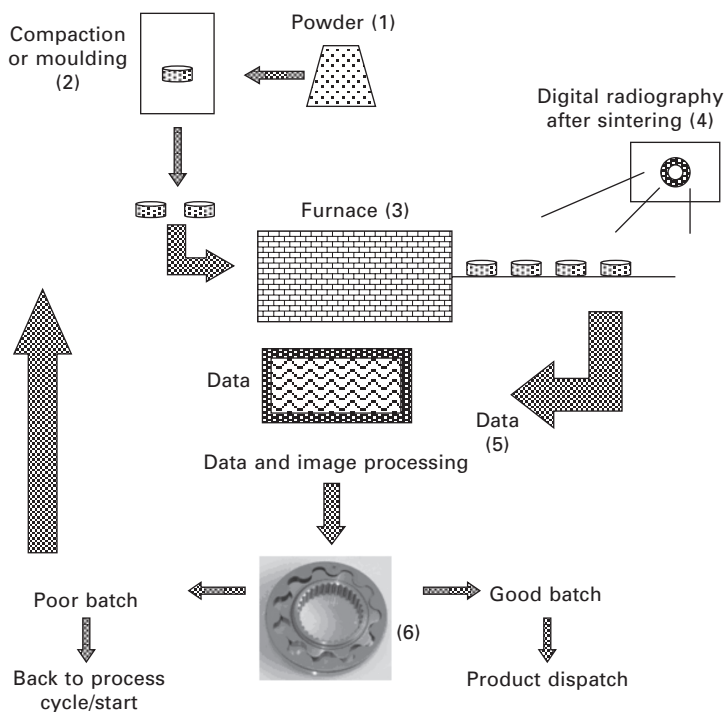 Compaction
or moulding
(2)
Powder (1)
Digital radiography
after sintering (4)
Furnace (3)
Data
Data
(5)
Data and image processing
Poor batch
(6)
Good batch
Back to process
cycle/start
Product dispatch